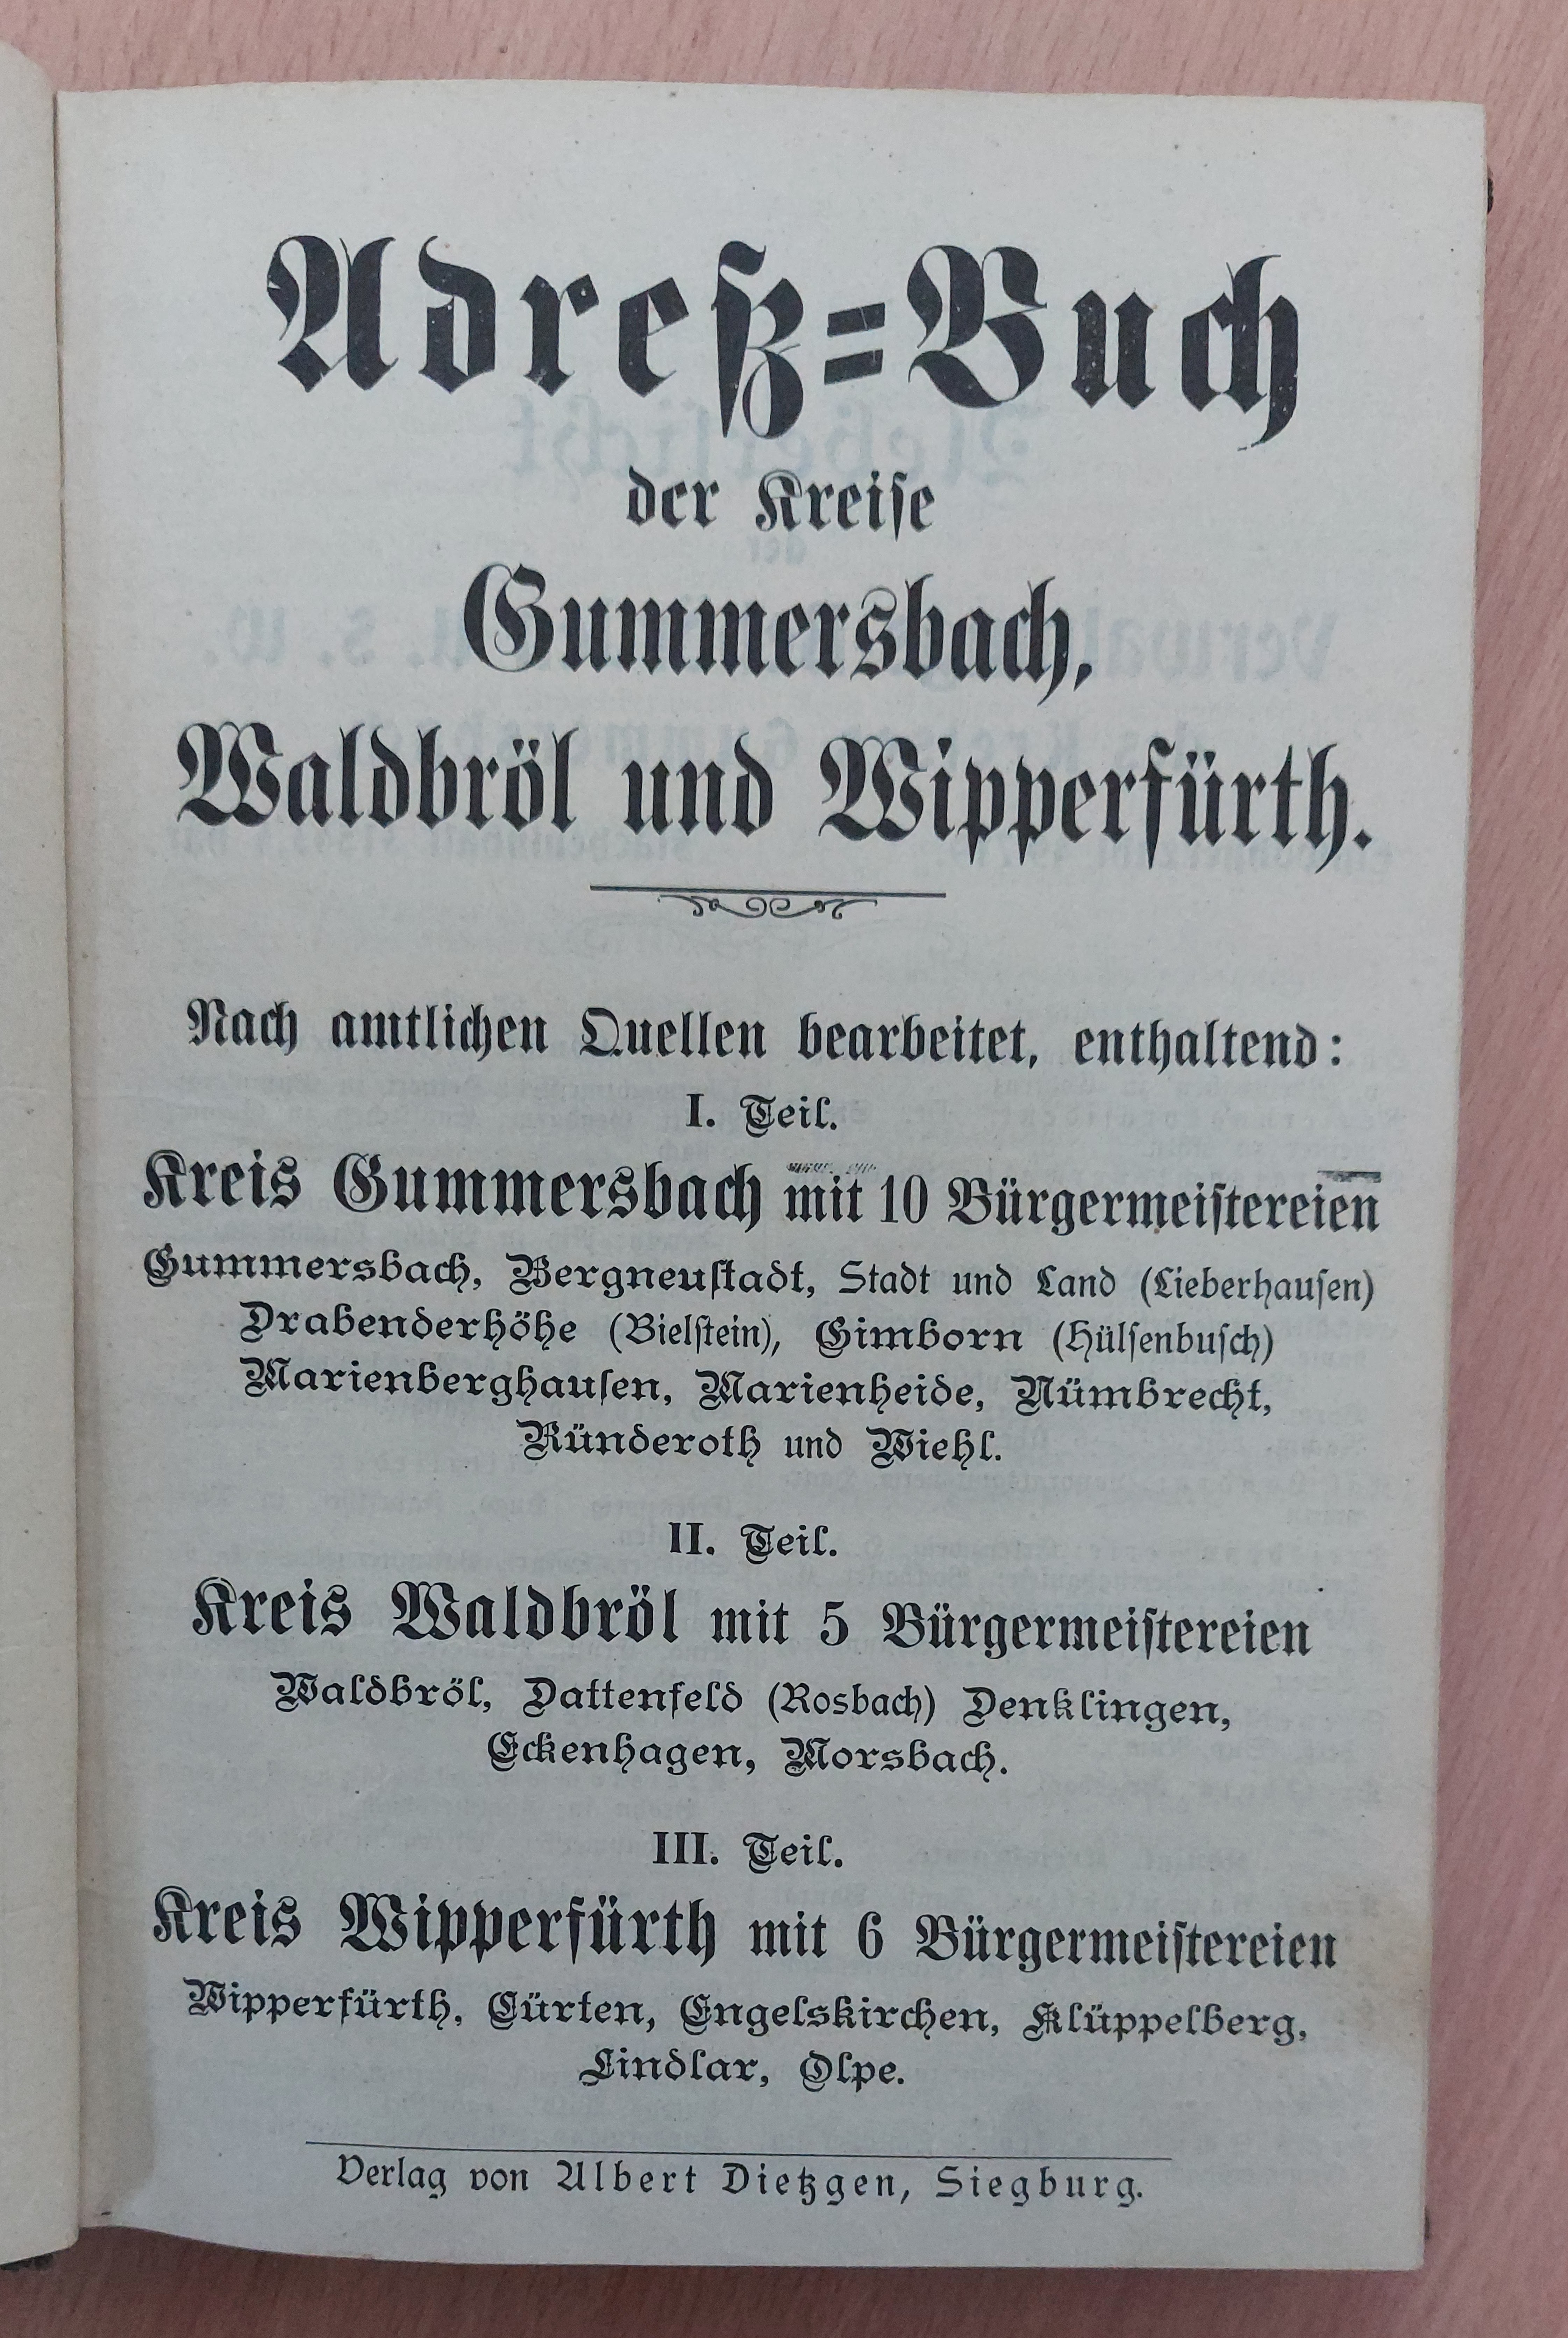 Adreß=Buch
der Kreise
Gummersbach,
Waldbröl und Wipperfürth.
Nach amtlichen Quellen bearbeitet, enthaltend:
I. Teil.
Kreis Gummersbach mit 10 Bürgermeistereien
Gummersbach, Bergneustadt, Stadt und Land (Lieberhausen)
Drabenderhöhe (Bielstein), Gimborn (Hülsenbusch)
Marienberghausen, Marienheide, Nümbrecht,
Ründeroth und Wiehl.
II. Teil.
Kreis Waldbröl mit 5 Bürgermeistereien
Waldbröl, Dattenfeld (Rosbach) Denklingen,
Eckenhagen, Morsbach.
III. Teil.
Kreis Wipperfürth mit 6 Bürgermeistereien
Wipperfürth, Cürten, Engelskirchen, Klüppelberg,
Lindlar, Olpe.
Verlag von Albert Dietzgen, Siegburg.